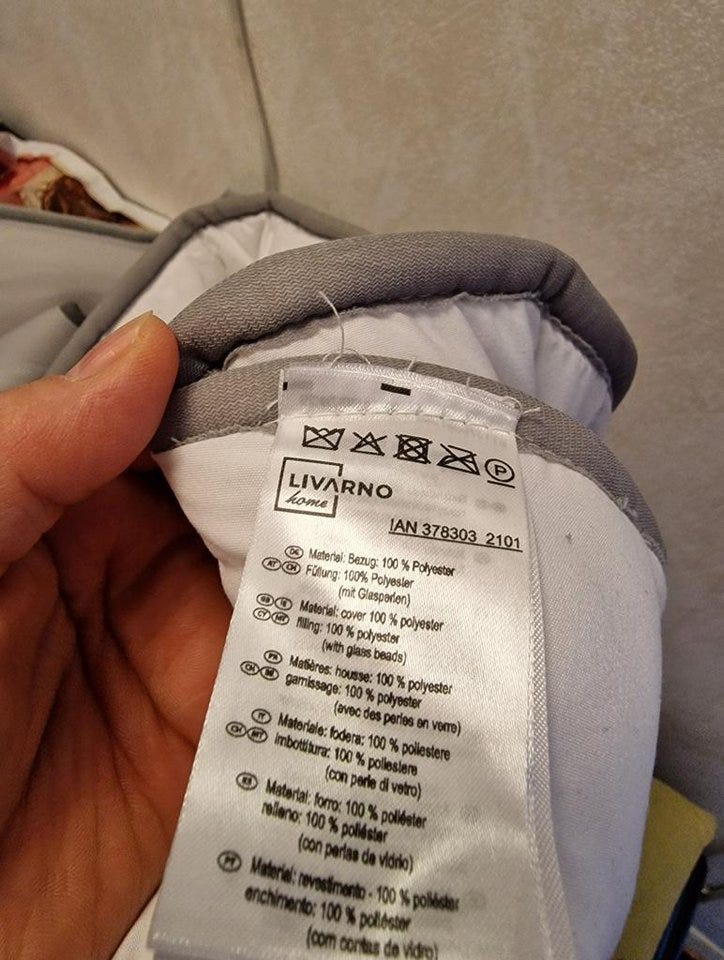 P
LIVARNO
home
IAN 378303 2101
DE Material: Bezug: 100 % Polyester
AT CH Füllung: 100% Polyester
(mit Glasperlen)
GB IE Material: cover 100 % polyester
CY MT filling: 100 % polyester
(with glass beads)
FR Matières: housse: 100 % polyester
CH BE garnissage: 100 % polyester
(avec des perles en verre)
IT Materiale: fodera: 100 % poliestere
CH MT imbottitura: 100 % poliestere
(con perle di vetro)
ES Material: forro: 100 % poliéster
relleno: 100 % poliéster
(con perlas de vidrio)
PT Material: revestimento - 100 % poliéster
enchimento: 100 % poliéster
(com contas de vidro)